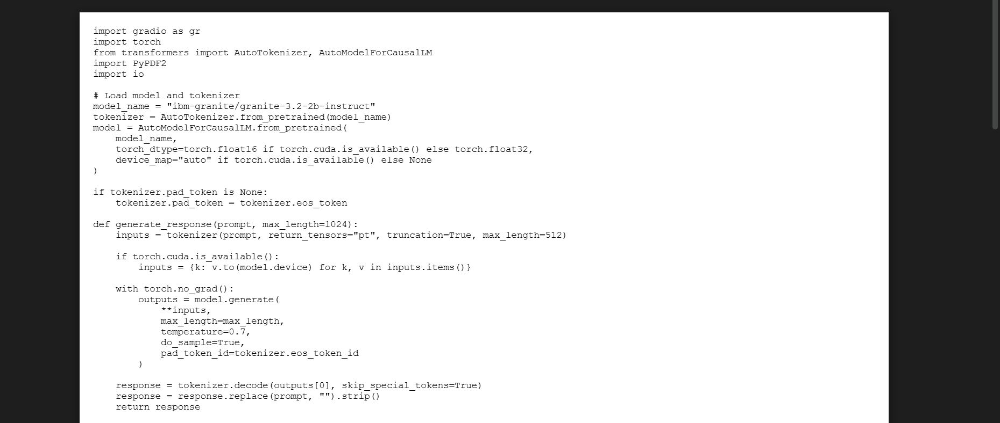 import gradio as gr
import torch
from transformers import AutoTokenizer, AutoModelForCausalLM
import PyPDF2
import io

# Load model and tokenizer
model_name = "ibm-granite/granite-3.2-2b-instruct"
tokenizer = AutoTokenizer.from_pretrained(model_name)
model = AutoModelForCausalLM.from_pretrained(
    model_name,
    torch_dtype=torch.float16 if torch.cuda.is_available() else torch.float32,
    device_map="auto" if torch.cuda.is_available() else None
)

if tokenizer.pad_token is None:
    tokenizer.pad_token = tokenizer.eos_token

def generate_response(prompt, max_length=1024):
    inputs = tokenizer(prompt, return_tensors="pt", truncation=True, max_length=512)

    if torch.cuda.is_available():
        inputs = {k: v.to(model.device) for k, v in inputs.items()}

    with torch.no_grad():
        outputs = model.generate(
            **inputs,
            max_length=max_length,
            temperature=0.7,
            do_sample=True,
            pad_token_id=tokenizer.eos_token_id
        )

    response = tokenizer.decode(outputs[0], skip_special_tokens=True)
    response = response.replace(prompt, "").strip()
    return response